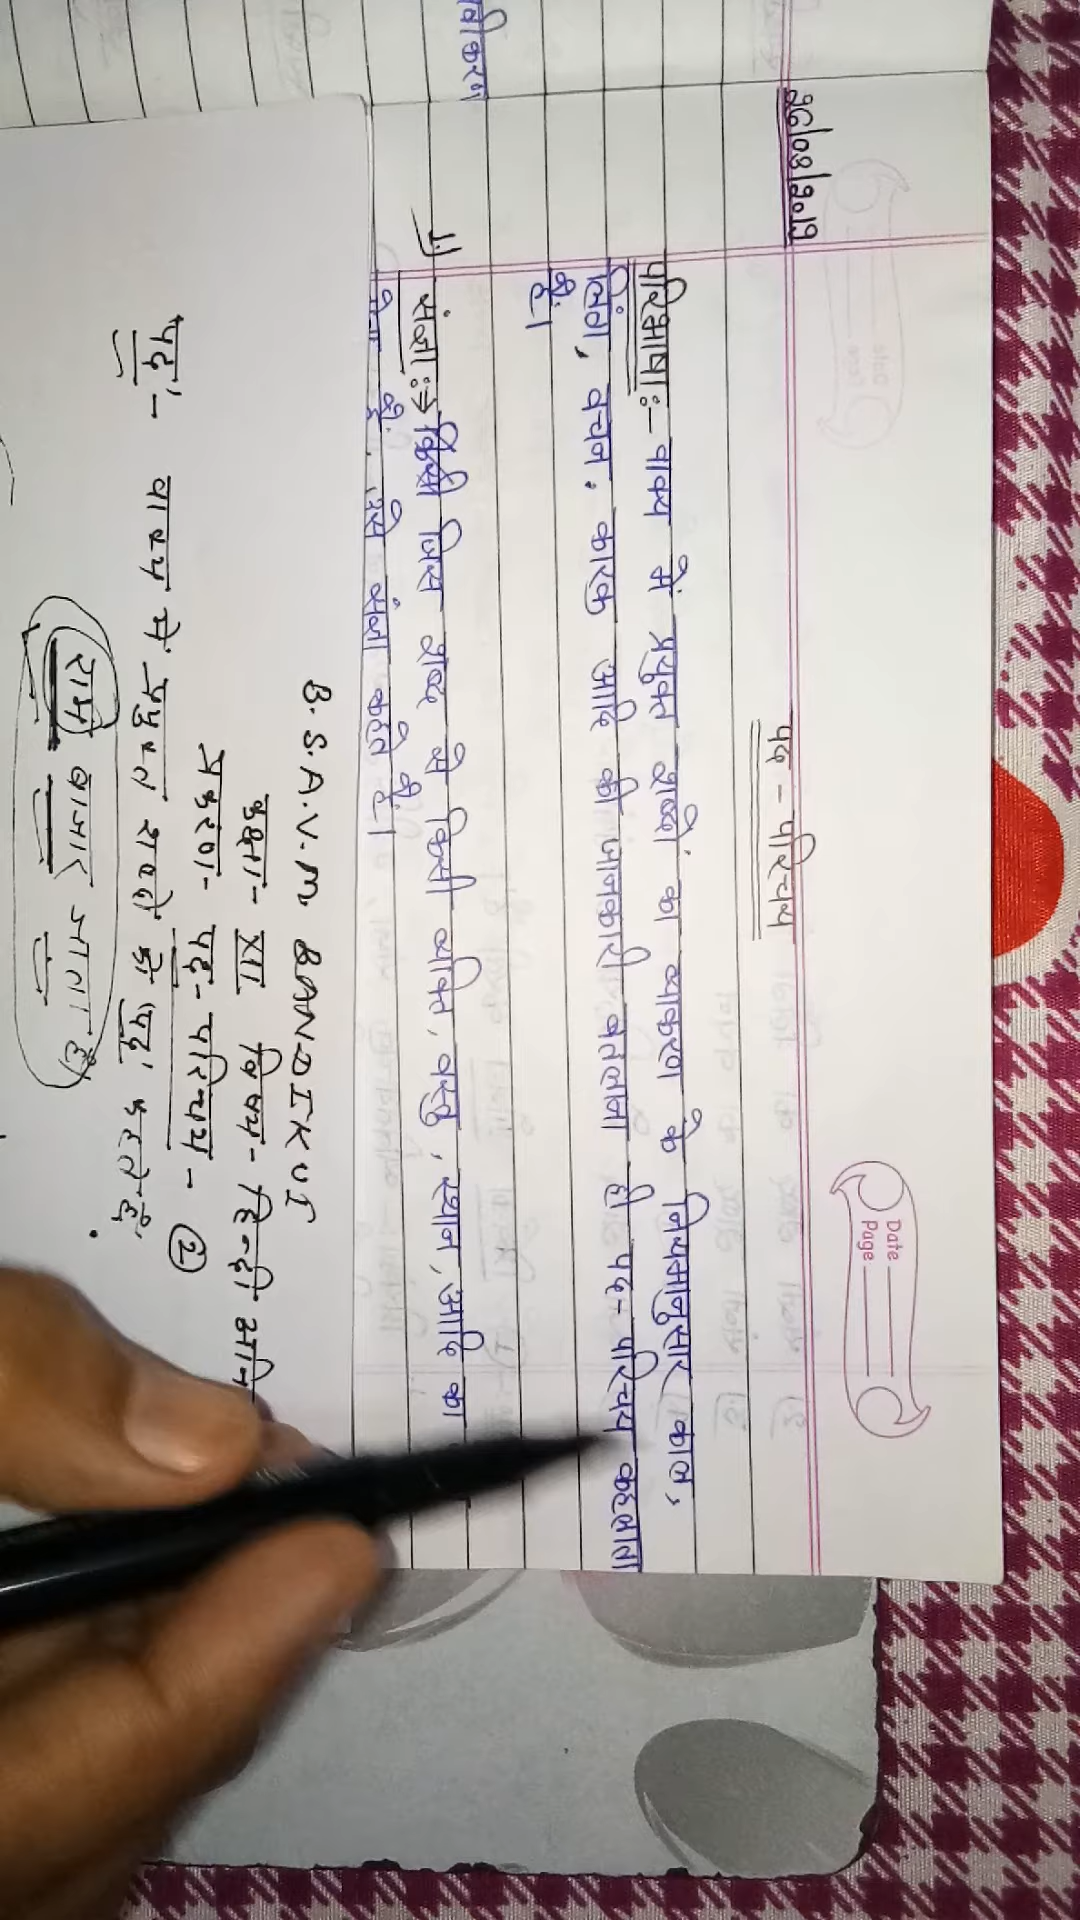 विकरण
26/08/2019
Date
Page
पद - परिचय
परिभाषा :- वाक्य में प्रयुक्त शब्दों का व्याकरण के नियमानुसार काल,
लिंग, वचन, कारक आदि की जानकारी बतलाना ही पद - परिचय कहलाता
है।
1.) संज्ञा :→ किसी जिस शब्द से किसी व्यक्ति, वस्तु, स्थान, आदि का
है, उसे संज्ञा कहते हैं।
B.S.A.V.M. BANDIKUI
कक्षा - XII विषय - हिन्दी
प्रकरण - पद - परिचय - (2)
'पद' - वाक्य में प्रयुक्त शब्दों को 'पद' कहते हैं.
राम बाजार जाता है।